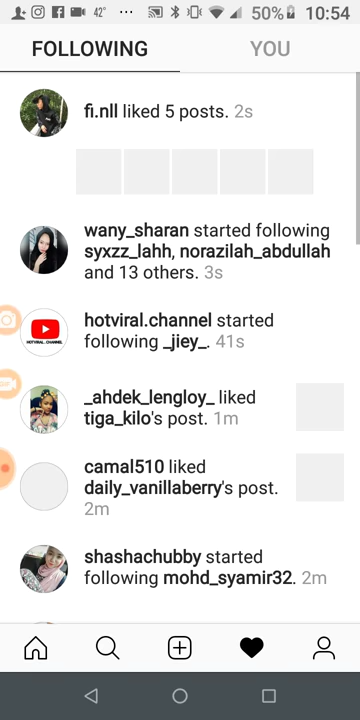 42° ... 50% 10:54
FOLLOWING YOU
fi.nll liked 5 posts. 2s
wany_sharan started following
syxzz_lahh, norazilah_abdullah
and 13 others. 3s
hotviral.channel started
following _jiey_. 41s
HOTVIRAL. CHANNEL
_ahdek_lengloy_ liked
tiga_kilo's post. 1m
camal510 liked
daily_vanillaberry's post.
2m
shashachubby started
following mohd_syamir32. 2m